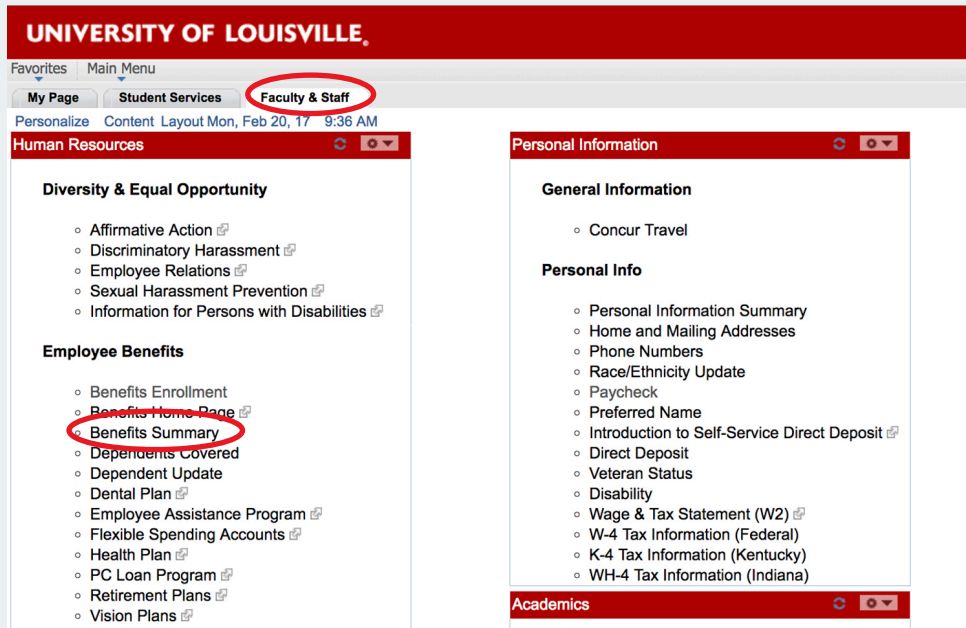 UNIVERSITY OF LOUISVILLE.
Favorites Main Menu
My Page Student Services Faculty & Staff
Personalize Content Layout Mon, Feb 20, 17 9:36 AM
Human Resources
Diversity & Equal Opportunity
Affirmative Action
Discriminatory Harassment
Employee Relations
Sexual Harassment Prevention
Information for Persons with Disabilities
Employee Benefits
Benefits Enrollment
Benefits Home Page
Benefits Summary
Dependents Covered
Dependent Update
Dental Plan
Employee Assistance Program
Flexible Spending Accounts
Health Plan
PC Loan Program
Retirement Plans
Vision Plans
Personal Information
General Information
Concur Travel
Personal Info
Personal Information Summary
Home and Mailing Addresses
Phone Numbers
Race/Ethnicity Update
Paycheck
Preferred Name
Introduction to Self-Service Direct Deposit
Direct Deposit
Veteran Status
Disability
Wage & Tax Statement (W2)
W-4 Tax Information (Federal)
K-4 Tax Information (Kentucky)
WH-4 Tax Information (Indiana)
Academics